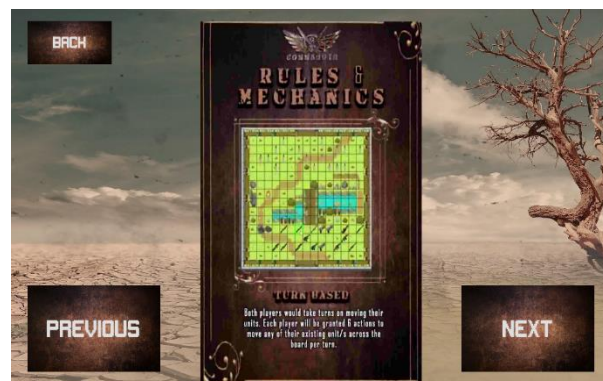 BACK
RULES &
MECHANICS
TURN BASED
Both players would take turns on moving their
units. Each player will be granted 6 actions to
move any of their existing unit/s across the
board per turn.
PREVIOUS
NEXT